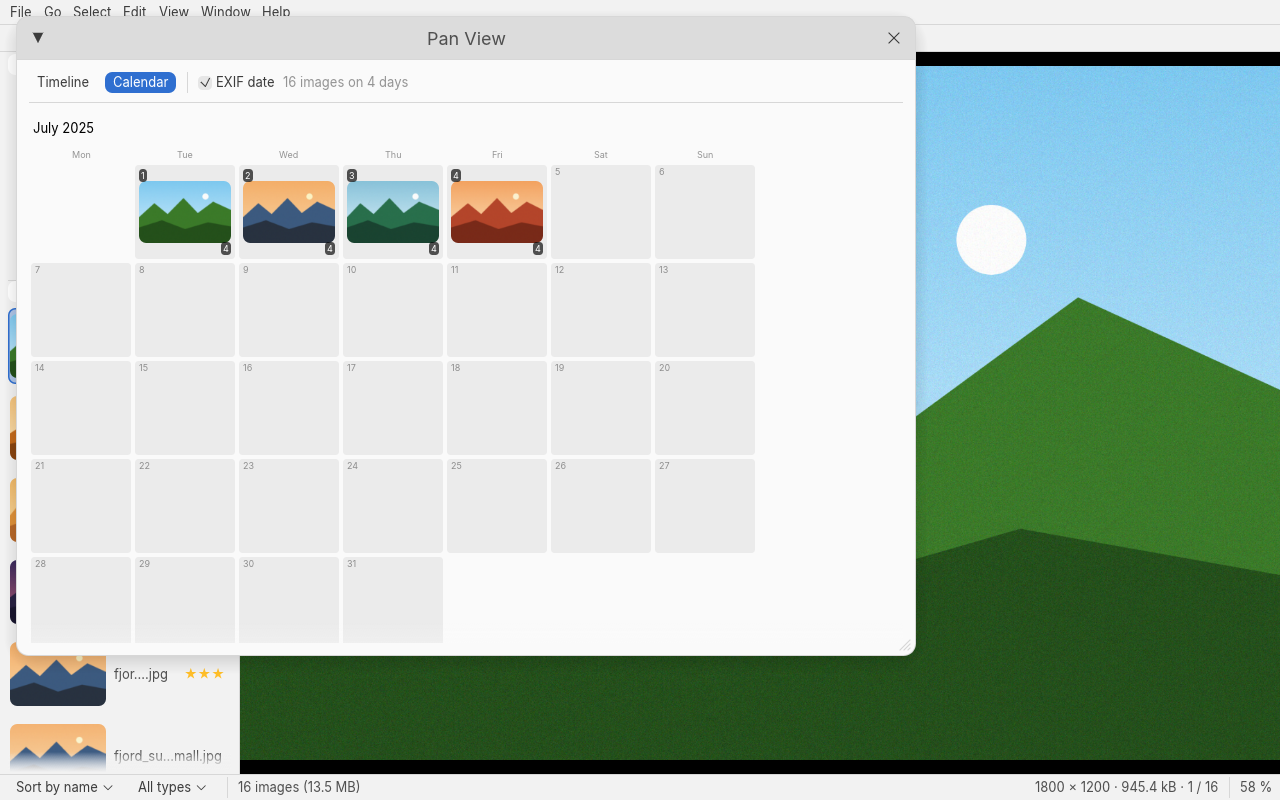 File Go Select Edit View Window Help
Pan View
Timeline Calendar EXIF date 16 images on 4 days
July 2025
Mon Tue Wed Thu Fri Sat Sun
1 2 3 4 5 6
4 4 4 4
7 8 9 10 11 12 13
14 15 16 17 18 19 20
21 22 23 24 25 26 27
28 29 30 31
fjor....jpg ★★★
fjord_su...mall.jpg
Sort by name All types 16 images (13.5 MB) 1800 × 1200 · 945.4 kB · 1 / 16 58 %